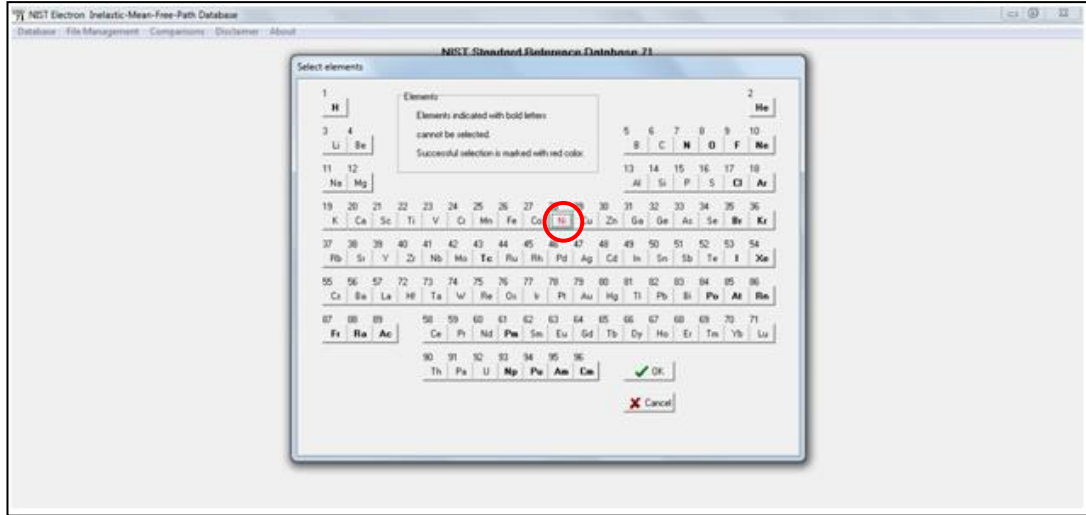 NIST Electron Inelastic-Mean-Free-Path Database
Database File Management Comparisons Disclaimer About
NIST Standard Reference Database 71
Select elements
1 2
H He
Elements
Elements indicated with bold letters
cannot be selected.
Successful selection is marked with red color.
3 4 5 6 7 8 9 10
Li Be B C N O F Ne
11 12 13 14 15 16 17 18
Na Mg Al Si P S Cl Ar
19 20 21 22 23 24 25 26 27 28 29 30 31 32 33 34 35 36
K Ca Sc Ti V Cr Mn Fe Co Ni Cu Zn Ga Ge As Se Br Kr
37 38 39 40 41 42 43 44 45 46 47 48 49 50 51 52 53 54
Rb Sr Y Zr Nb Mo Tc Ru Rh Pd Ag Cd In Sn Sb Te I Xe
55 56 57 72 73 74 75 76 77 78 79 80 81 82 83 84 85 86
Cs Ba La Hf Ta W Re Os Ir Pt Au Hg Tl Pb Bi Po At Rn
87 88 89 58 59 60 61 62 63 64 65 66 67 68 69 70 71
Fr Ra Ac Ce Pr Nd Pm Sm Eu Gd Tb Dy Ho Er Tm Yb Lu
90 91 92 93 94 95 96
Th Pa U Np Pu Am Cm
OK
Cancel